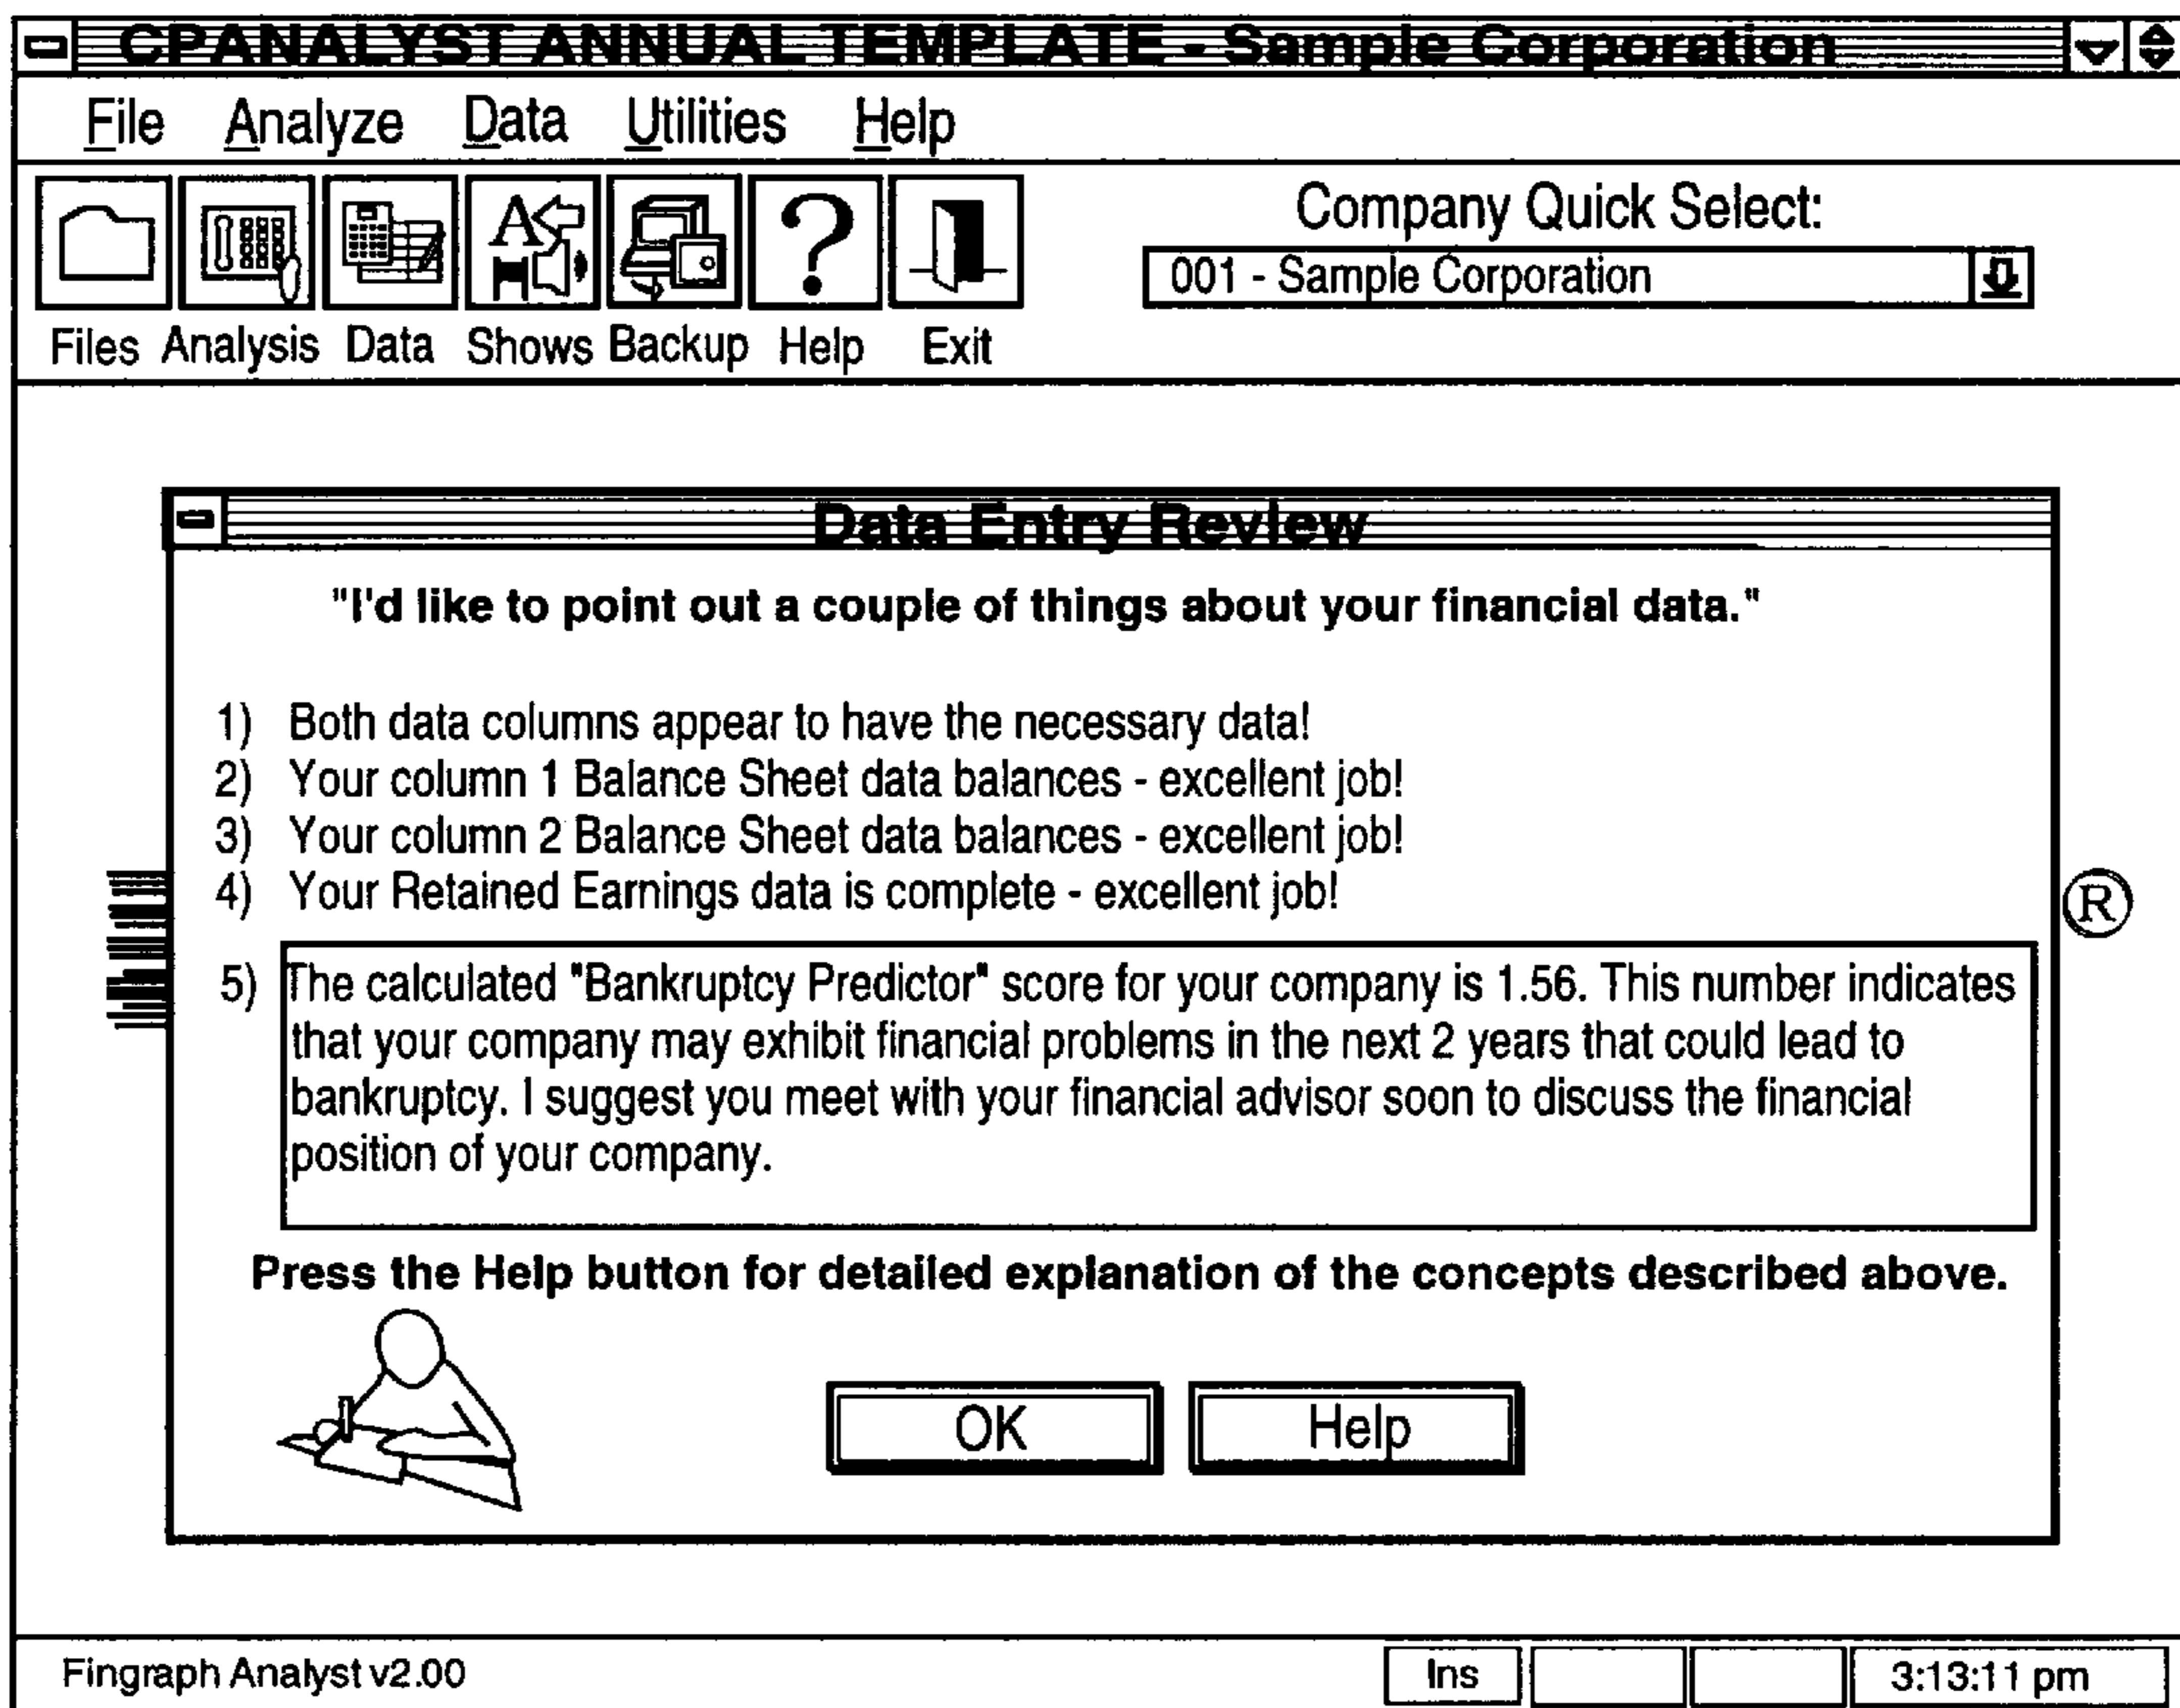 CPANALYST ANNUAL TEMPLATE - Sample Corporation
File Analyze Data Utilities Help
Company Quick Select:
001 - Sample Corporation
Files Analysis Data Shows Backup Help Exit
Data Entry Review
"I'd like to point out a couple of things about your financial data."
1) Both data columns appear to have the necessary data!
2) Your column 1 Balance Sheet data balances - excellent job!
3) Your column 2 Balance Sheet data balances - excellent job!
4) Your Retained Earnings data is complete - excellent job!
®
5) The calculated "Bankruptcy Predictor" score for your company is 1.56. This number indicates
that your company may exhibit financial problems in the next 2 years that could lead to
bankruptcy. I suggest you meet with your financial advisor soon to discuss the financial
position of your company.
Press the Help button for detailed explanation of the concepts described above.
OK Help
Fingraph Analyst v2.00 Ins 3:13:11 pm